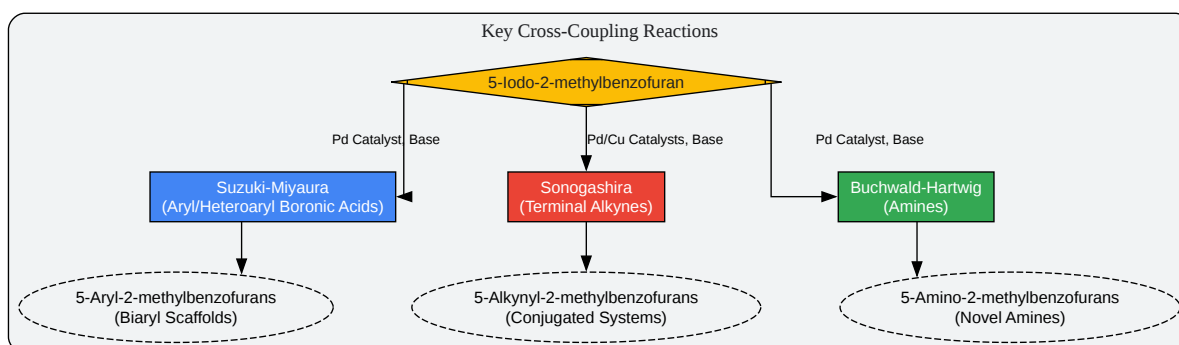 Key Cross-Coupling Reactions
5-Iodo-2-methylbenzofuran
Pd Catalyst, Base
Pd/Cu Catalysts, Base
Pd Catalyst, Base
Suzuki-Miyaura
(Aryl/Heteroaryl Boronic Acids)
Sonogashira
(Terminal Alkynes)
Buchwald-Hartwig
(Amines)
5-Aryl-2-methylbenzofurans
(Biaryl Scaffolds)
5-Alkynyl-2-methylbenzofurans
(Conjugated Systems)
5-Amino-2-methylbenzofurans
(Novel Amines)